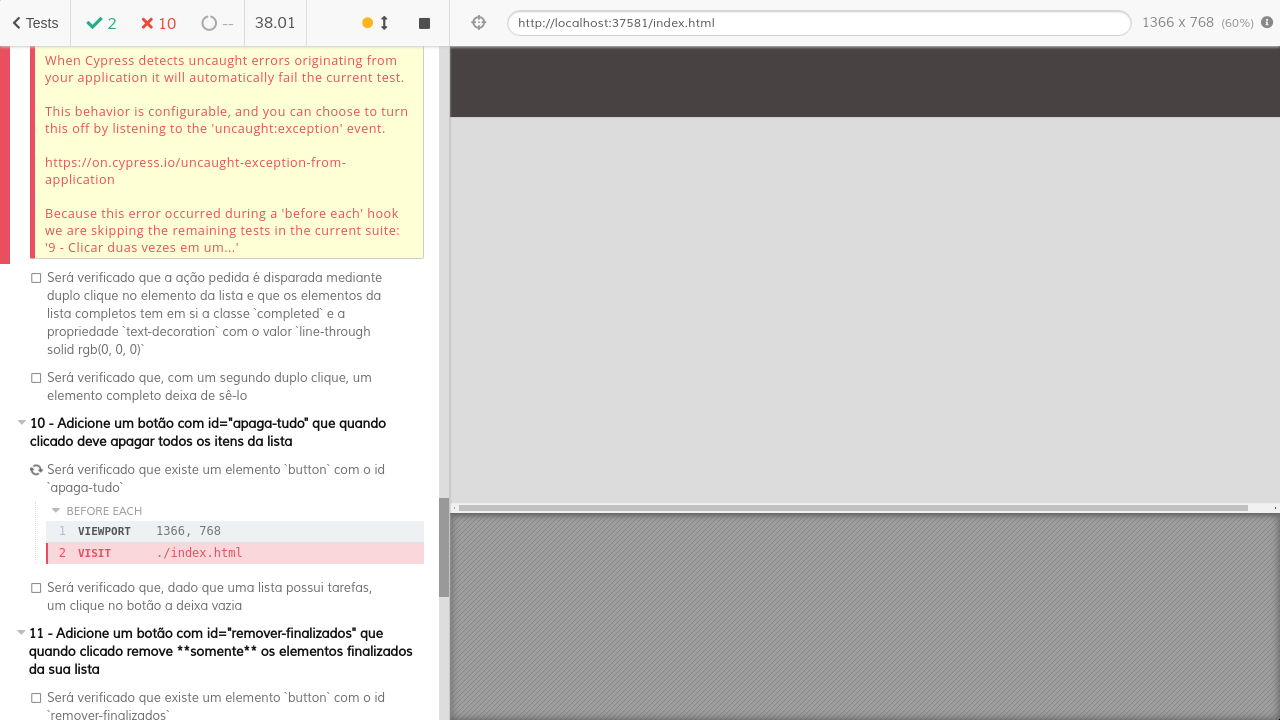 Tests 2 10 -- 38.01 http://localhost:37581/index.html 1366 x 768 (60%)
When Cypress detects uncaught errors originating from
your application it will automatically fail the current test.
This behavior is configurable, and you can choose to turn
this off by listening to the 'uncaught:exception' event.
https://on.cypress.io/uncaught-exception-from-
application
Because this error occurred during a 'before each' hook
we are skipping the remaining tests in the current suite:
'9 - Clicar duas vezes em um...'
Será verificado que a ação pedida é disparada mediante
duplo clique no elemento da lista e que os elementos da
lista completos tem em si a classe `completed` e a
propriedade `text-decoration` com o valor `line-through
solid rgb(0, 0, 0)`
Será verificado que, com um segundo duplo clique, um
elemento completo deixa de sê-lo
10 - Adicione um botão com id="apaga-tudo" que quando
clicado deve apagar todos os itens da lista
Será verificado que existe um elemento `button` com o id
`apaga-tudo`
BEFORE EACH
1 VIEWPORT 1366, 768
2 VISIT ./index.html
Será verificado que, dado que uma lista possui tarefas,
um clique no botão a deixa vazia
11 - Adicione um botão com id="remover-finalizados" que
quando clicado remove **somente** os elementos finalizados
da sua lista
Será verificado que existe um elemento `button` com o id
`remover-finalizados`